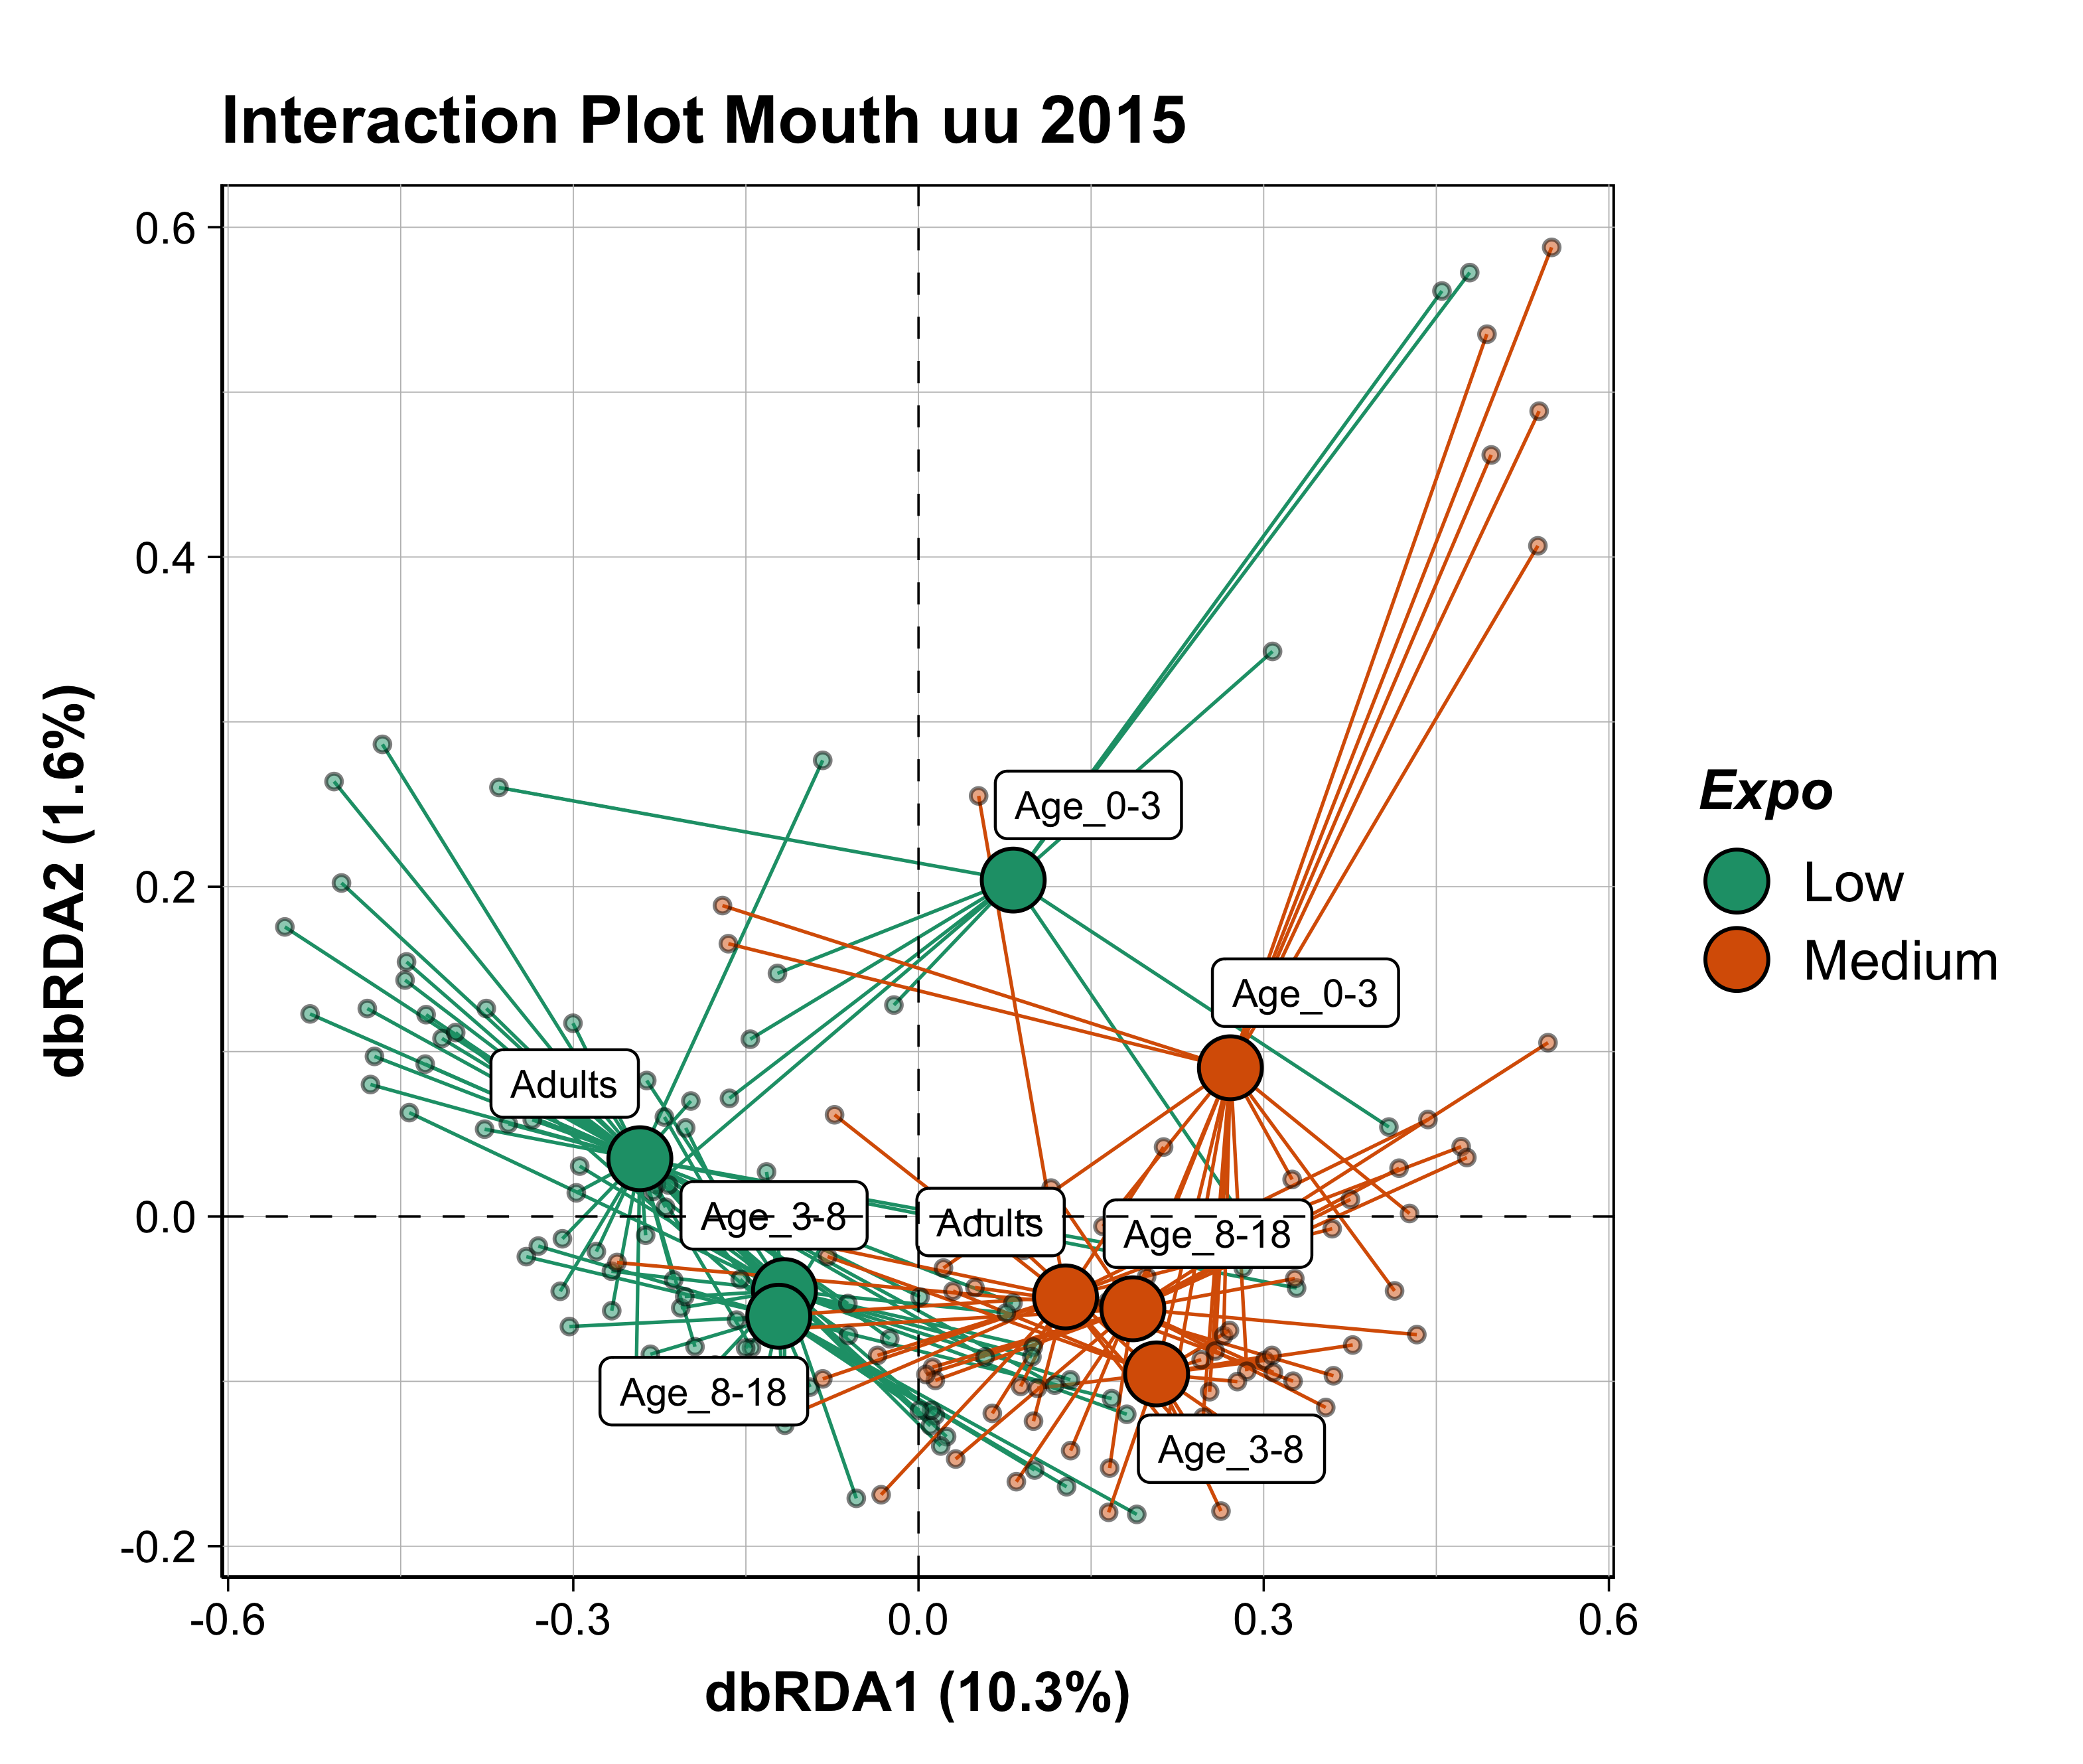 Interaction Plot Mouth uu 2015
dbRDA2 (1.6%)
0.6
0.4
0.2
0.0
-0.2
Age_0-3
Age_0-3
Adults
Age_3-8
Adults
Age_8-18
Age_8-18
Age_3-8
-0.6
-0.3
0.0
0.3
0.6
dbRDA1 (10.3%)
Expo
Low
Medium